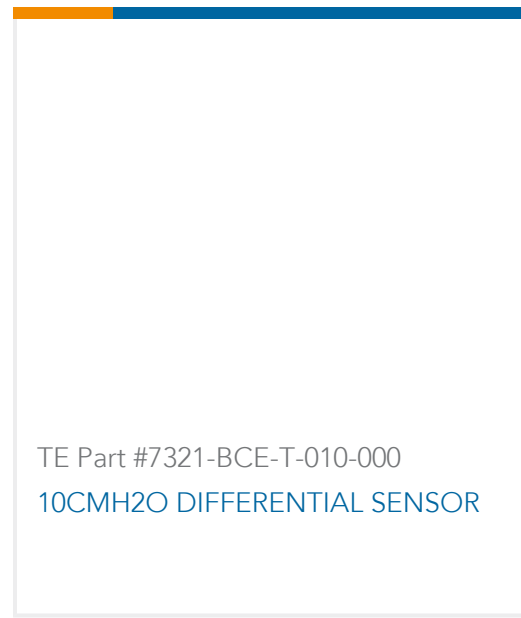 TE Part #7321-BCE-T-010-000
10CMH2O DIFFERENTIAL SENSOR